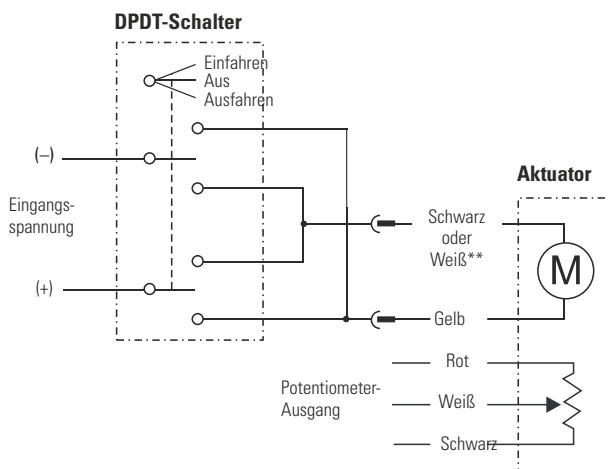 DPDT-Schalter
Einfahren
Aus
Ausfahren
(–)
Eingangs-
spannung
(+)
Aktuator
Schwarz
oder
Weiß**
M
Gelb
Rot
Potentiometer-
Ausgang
Weiß
Schwarz